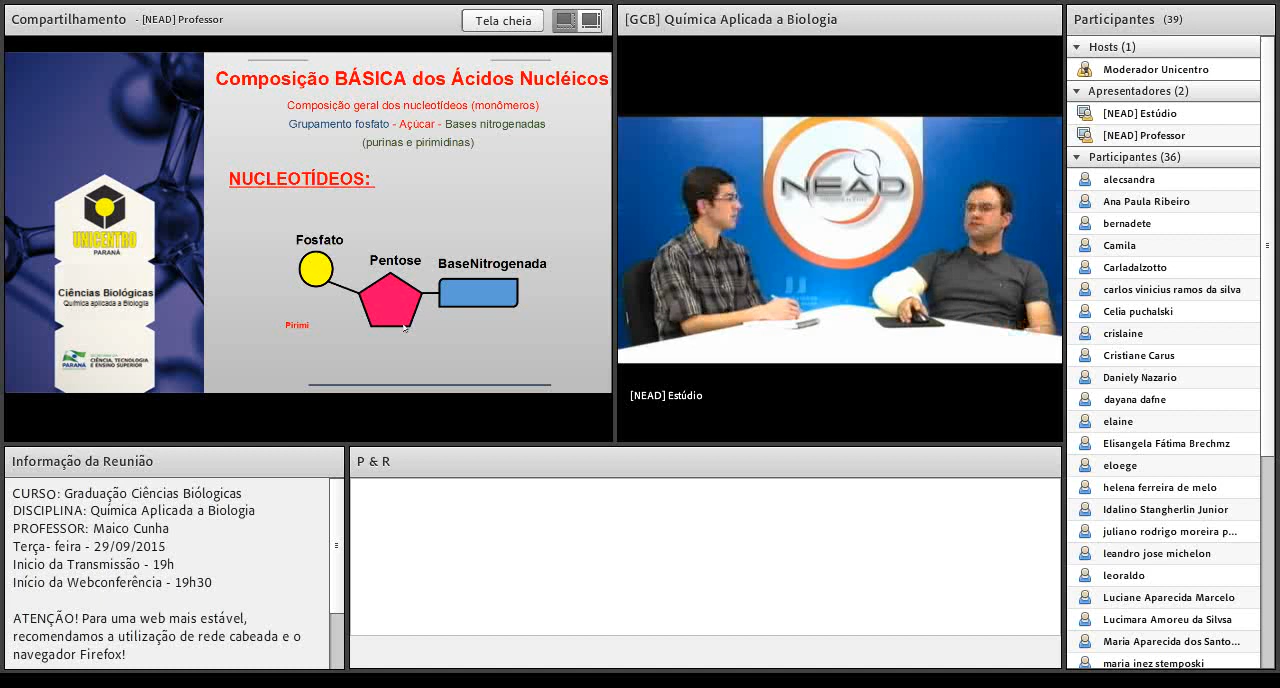 Compartilhamento - [NEAD] Professor
Tela cheia
Composição BÁSICA dos Ácidos Nucléicos
Composição geral dos nucleotídeos (monômeros)
Grupamento fosfato - Açúcar - Bases nitrogenadas
(purinas e pirimidinas)
NUCLEOTÍDEOS:
Fosfato
Pentose
BaseNitrogenada
Pirimi
UNICENTRO
PARANÁ
Ciências Biológicas
Química aplicada a Biologia
PARANÁ
CIÊNCIA, TECNOLOGIA
E ENSINO SUPERIOR
[GCB] Química Aplicada a Biologia
NEAD
[NEAD] Estúdio
Participantes (39)
Hosts (1)
Moderador Unicentro
Apresentadores (2)
[NEAD] Estúdio
[NEAD] Professor
Participantes (36)
alecsandra
Ana Paula Ribeiro
bernadete
Camila
Carladalzotto
carlos vinicius ramos da silva
Celia puchalski
crislaine
Cristiane Carus
Daniely Nazario
dayana dafne
elaine
Elisangela Fátima Brechmz
eloege
helena ferreira de melo
Idalino Stangherlin Junior
juliano rodrigo moreira p...
leandro jose michelon
leoraldo
Luciane Aparecida Marcelo
Lucimara Amoreu da Silvsa
Maria Aparecida dos Santo...
maria inez stemposki
Informação da Reunião
CURSO: Graduação Ciências Biólogicas
DISCIPLINA: Química Aplicada a Biologia
PROFESSOR: Maico Cunha
Terça- feira - 29/09/2015
Inicio da Transmissão - 19h
Início da Webconferência - 19h30
ATENÇÃO! Para uma web mais estável,
recomendamos a utilização de rede cabeada e o
navegador Firefox!
P & R